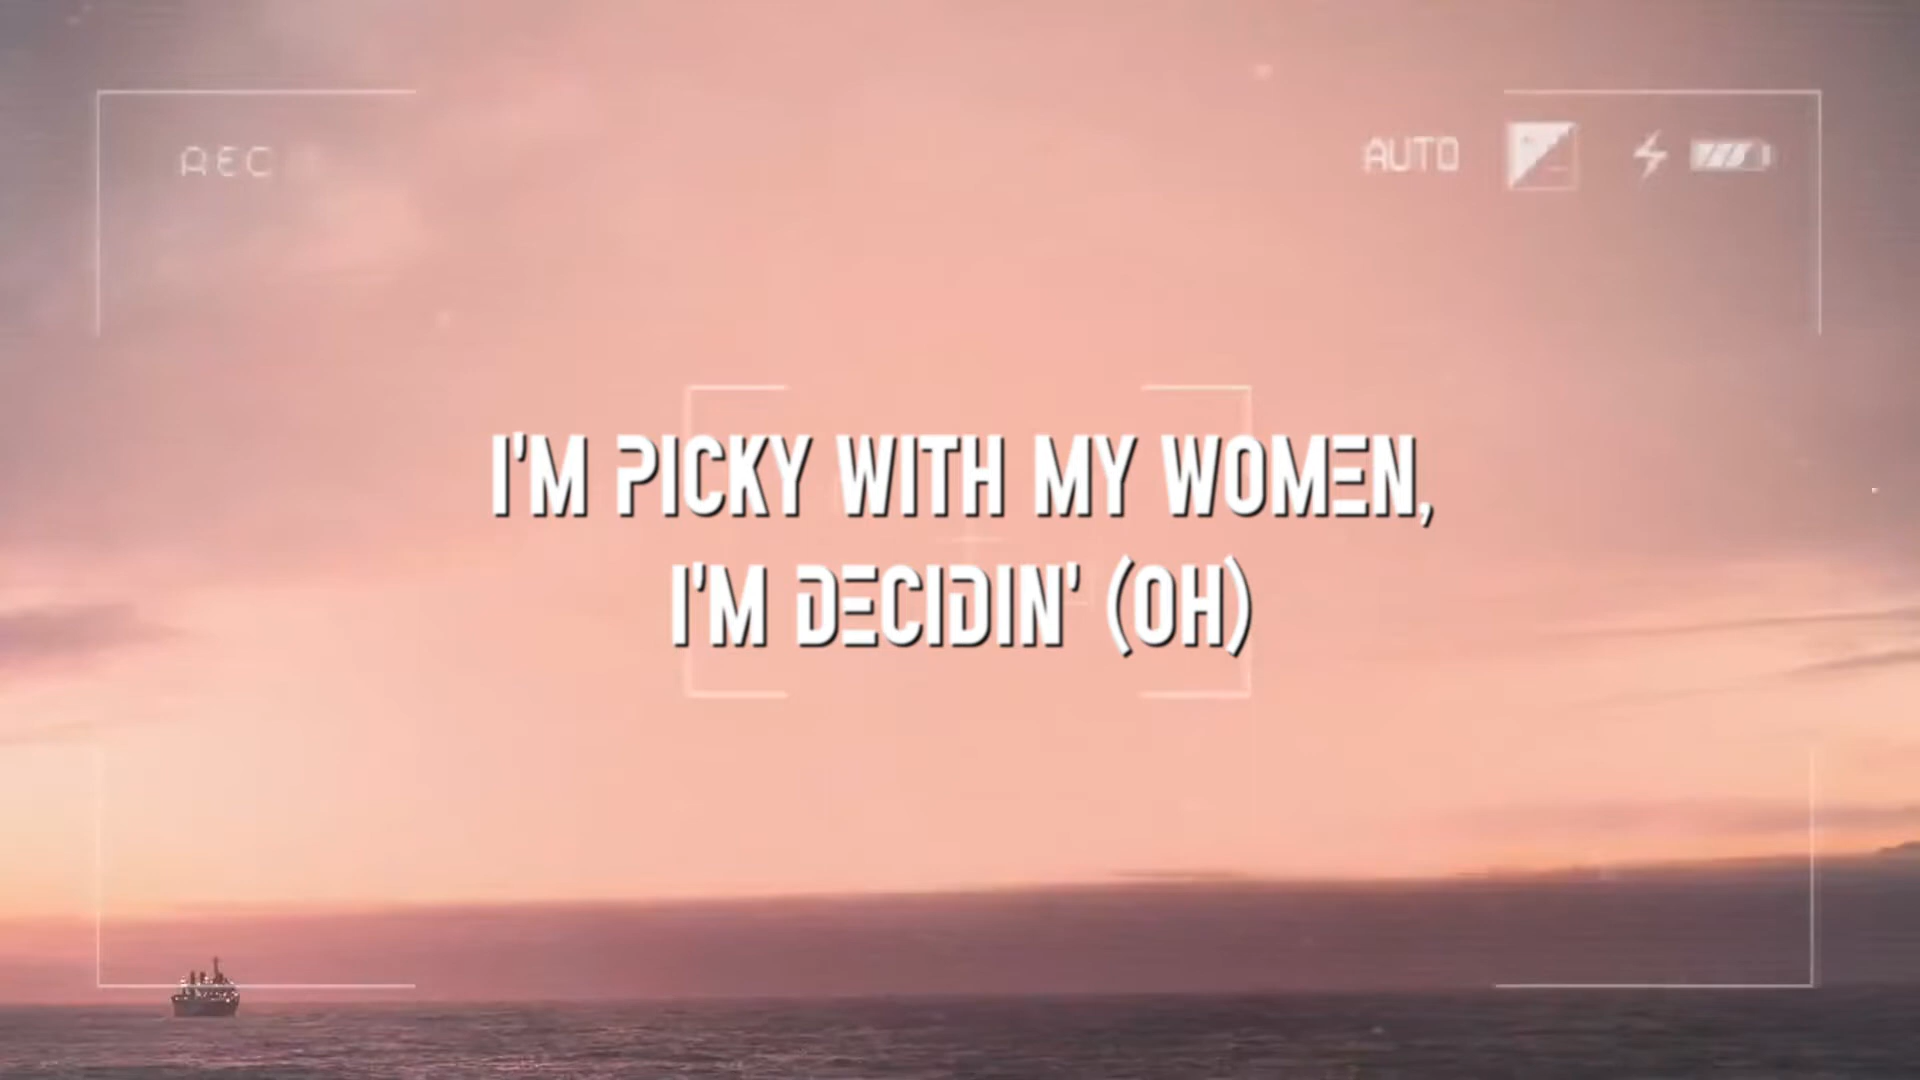 REC
AUTO
I'M PICKY WITH MY WOMEN,
I'M DECIDIN' (OH)